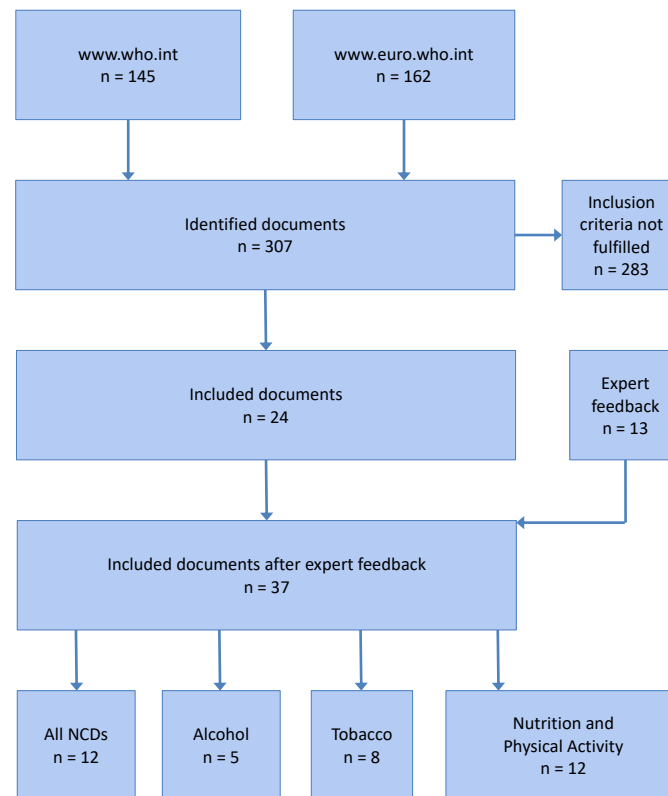 www.who.int
n = 145
www.euro.who.int
n = 162
Identified documents
n = 307
Inclusion
criteria not
fulfilled
n = 283
Included documents
n = 24
Expert
feedback
n = 13
Included documents after expert feedback
n = 37
All NCDs
n = 12
Alcohol
n = 5
Tobacco
n = 8
Nutrition and
Physical Activity
n = 12